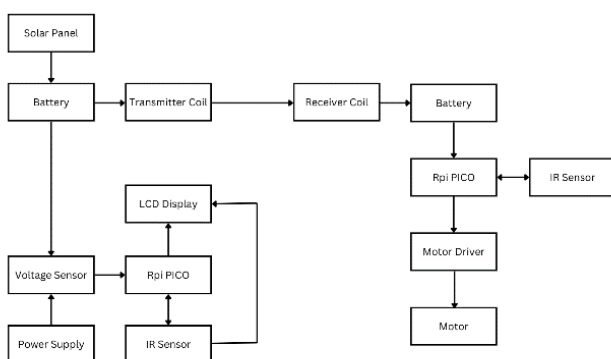 Solar Panel
Battery
Transmitter Coil
Receiver Coil
Battery
Rpi PICO
IR Sensor
LCD Display
Motor Driver
Voltage Sensor
Rpi PICO
Motor
Power Supply
IR Sensor